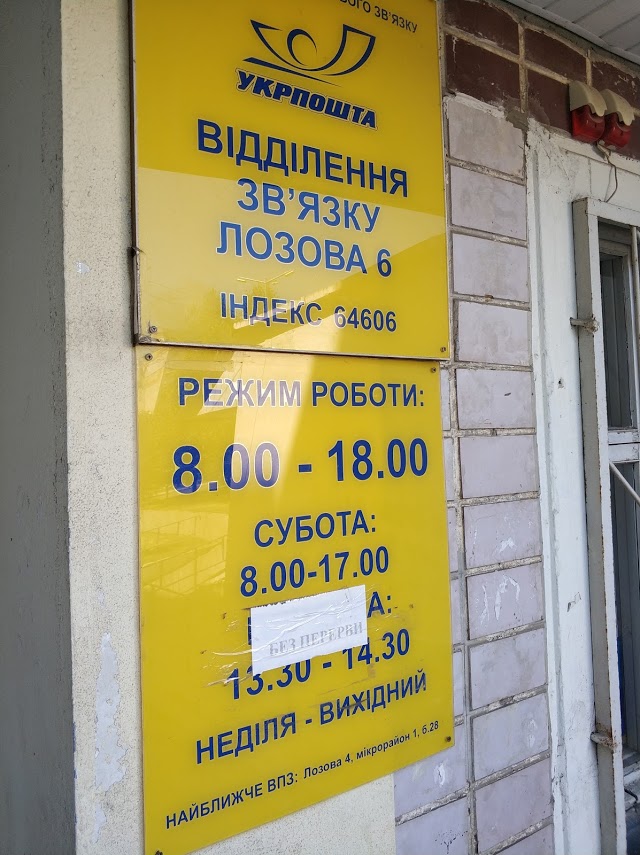 ВОГО ЗВ'ЯЗКУ
УКРПОШТА
ВІДДІЛЕННЯ
ЗВ'ЯЗКУ
ЛОЗОВА 6
ІНДЕКС 64606
РЕЖИМ РОБОТИ:
8.00 - 18.00
СУБОТА:
8.00-17.00
А:
БЕЗ ПЕРЕРВИ
13.30 - 14.30
НЕДІЛЯ - ВИХІДНИЙ
НАЙБЛИЖЧЕ ВПЗ: Лозова 4, мікрорайон 1, б.28